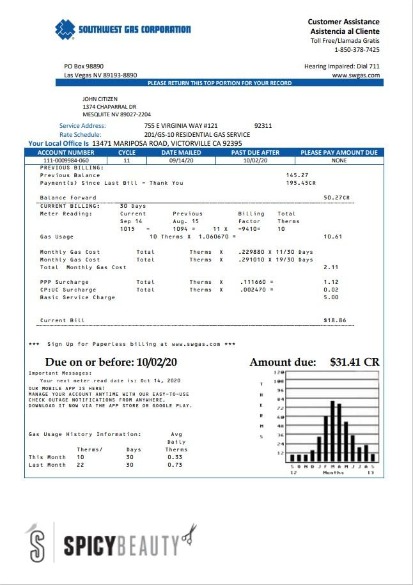 SOUTHWEST GAS CORPORATION
Customer Assistance
Asistencia al Cliente
Toll Free/Llamada Gratis
1-850-378-7425
PO Box 98890
Las Vegas NV 89193-8890
Hearing Impaired: Dial 711
www.swgas.com
PLEASE RETURN THIS TOP PORTION FOR YOUR RECORD
JOHN CITIZEN
1374 CHAPARRAL DR
MESQUITE NV 89027-2204
Service Address: 755 E VIRGINIA WAY #121 92311
Rate Schedule: 201/GS-10 RESIDENTAL GAS SERVICE
Your Local Office Is 13471 MARIPOSA ROAD, VICTORVILLE CA 92395
ACCOUNT NUMBER CYCLE DATE MAILED PAST DUE AFTER PLEASE PAY AMOUNT DUE
111-0009984-060 11 09/14/20 10/02/20 NONE
PREVIOUS BILLING:
Previous Balance 145.27
Payment(s) Since Last Bill - Thank You 195.45CR
Balance Forward 50.27CR
CURRENT BILLING: 30 Days
Meter Reading: Current Previous Billing Total
Sep 14 Aug. 15 Factor Therms
1015 - 1094 = 11 X -9410= 10
Gas Usage 10 Therms X 1.060670 = 10.61
Monthly Gas Cost Total Therms X .229880 X 11/30 Days
Monthly Gas Cost Total Therms X .291010 X 19/30 Days
Total Monthly Gas Cost 2.11
PPP Surcharge Total Therms X .111660 = 1.12
CPUC Surcharge Total Therms X .002470 = 0.02
Basic Service Charge 5.00
Current Bill $18.86
*** Sign Up for Paperless billing at www.swgas.com ***
Due on or before: 10/02/20 Amount due: $31.41 CR
Important Messages:
Your next meter read date is: Oct 14, 2020
OUR MOBILE APP IS HERE!
MANAGE YOUR ACCOUNT ANYTIME WITH OUR EASY-TO-USE
CHECK OUTAGE NOTIFICATIONS FROM ANYWHERE.
DOWNLOAD IT NOW VIA THE APP STORE OR GOOGLE PLAY.
Gas Usage History Information: Avg
Daily
Therms/ Days Therms
This Month 10 30 0.33
Last Month 22 30 0.73
THERMS
120
84
72
60
48
36
24
12
S N D J F M A M J J A S
12 Months 13
S SPICYBEAUTY